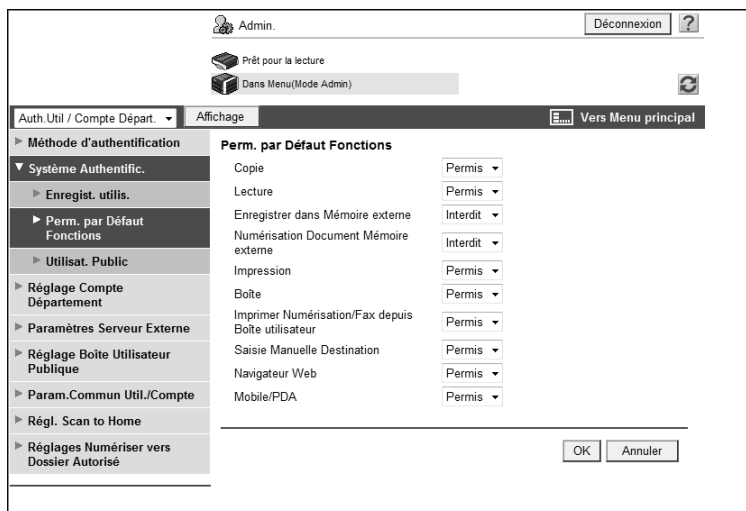 Admin.
Déconnexion
?
Prêt pour la lecture
Dans Menu(Mode Admin)
Auth.Util / Compte Départ.
Affichage
Vers Menu principal
Méthode d'authentification
Système Authentific.
Enregist. utilis.
Perm. par Défaut
Fonctions
Utilisat. Public
Réglage Compte
Département
Paramètres Serveur Externe
Réglage Boîte Utilisateur
Publique
Param.Commun Util./Compte
Régl. Scan to Home
Réglages Numériser vers
Dossier Autorisé
Perm. par Défaut Fonctions
Copie Permis
Lecture Permis
Enregistrer dans Mémoire externe Interdit
Numérisation Document Mémoire
externe Interdit
Impression Permis
Boîte Permis
Imprimer Numérisation/Fax depuis
Boîte utilisateur Permis
Saisie Manuelle Destination Permis
Navigateur Web Permis
Mobile/PDA Permis
OK
Annuler